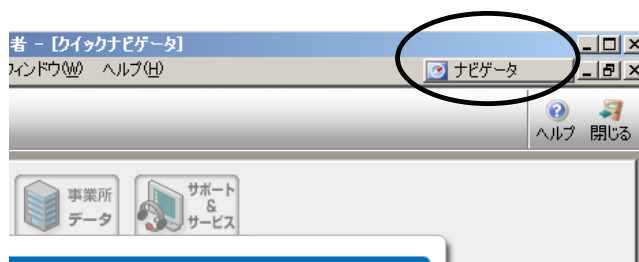 者 - [クイックナビゲータ]
ウィンドウ(W) ヘルプ(H)
ナビゲータ
ヘルプ 閉じる
事業所
データ
サポート
&
サービス